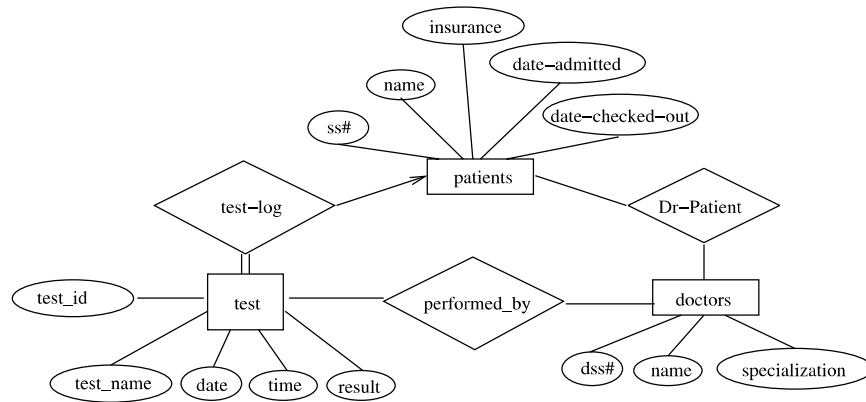 insurance
date-admitted
name
date-checked-out
ss#
patients
test-log
Dr-Patient
test_id
test
performed_by
doctors
test_name
date
time
result
dss#
name
specialization